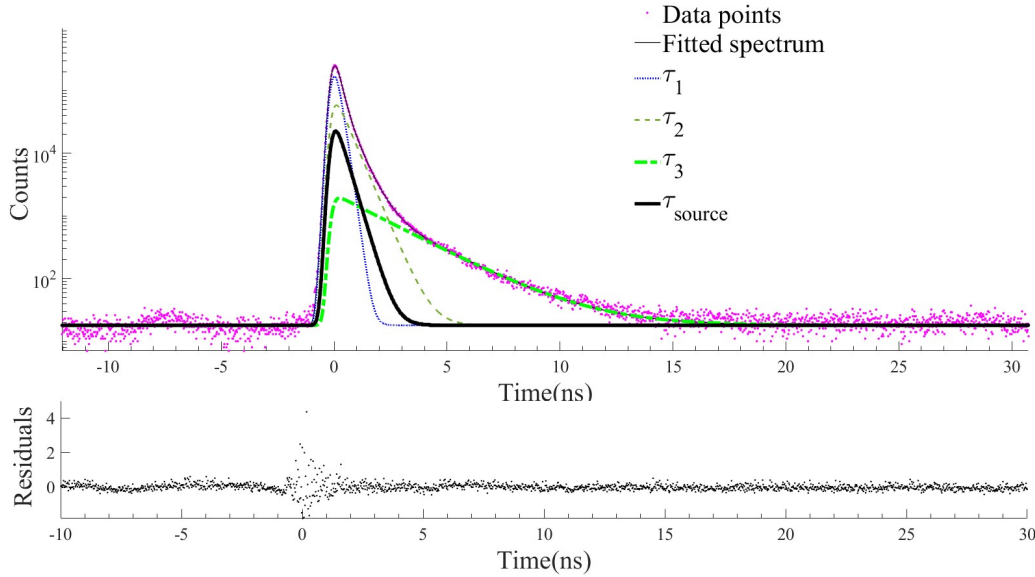 Data points
Fitted spectrum
τ1
τ2
τ3
τsource
Counts
10^4
10^2
-10 -5 0 5 10 15 20 25 30
Time(ns)
Residuals
4
2
0
-10 -5 0 5 10 15 20 25 30
Time(ns)